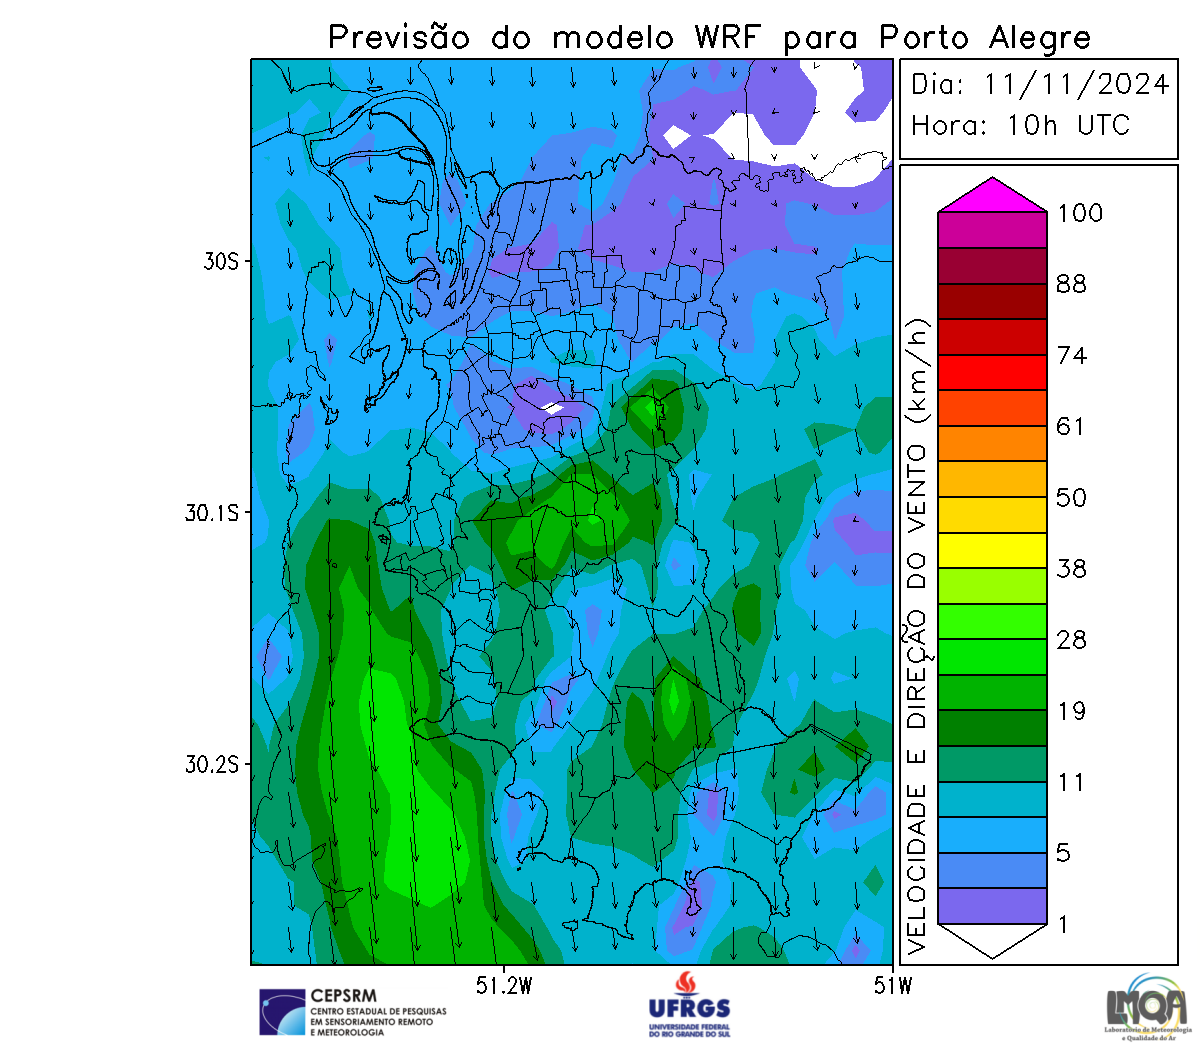 Previsão do modelo WRF para Porto Alegre
Dia: 11/11/2024
Hora: 10h UTC
30S
30.1S
30.2S
51.2W
51W
VELOCIDADE E DIREÇÃO DO VENTO (km/h)
100
88
74
61
50
38
28
19
11
5
1
CEPSRM
CENTRO ESTADUAL DE PESQUISAS
EM SENSORIAMENTO REMOTO
E METEOROLOGIA
UFRGS
UNIVERSIDADE FEDERAL
DO RIO GRANDE DO SUL
LMQA
Laboratório de Meteorologia
e Qualidade do Ar